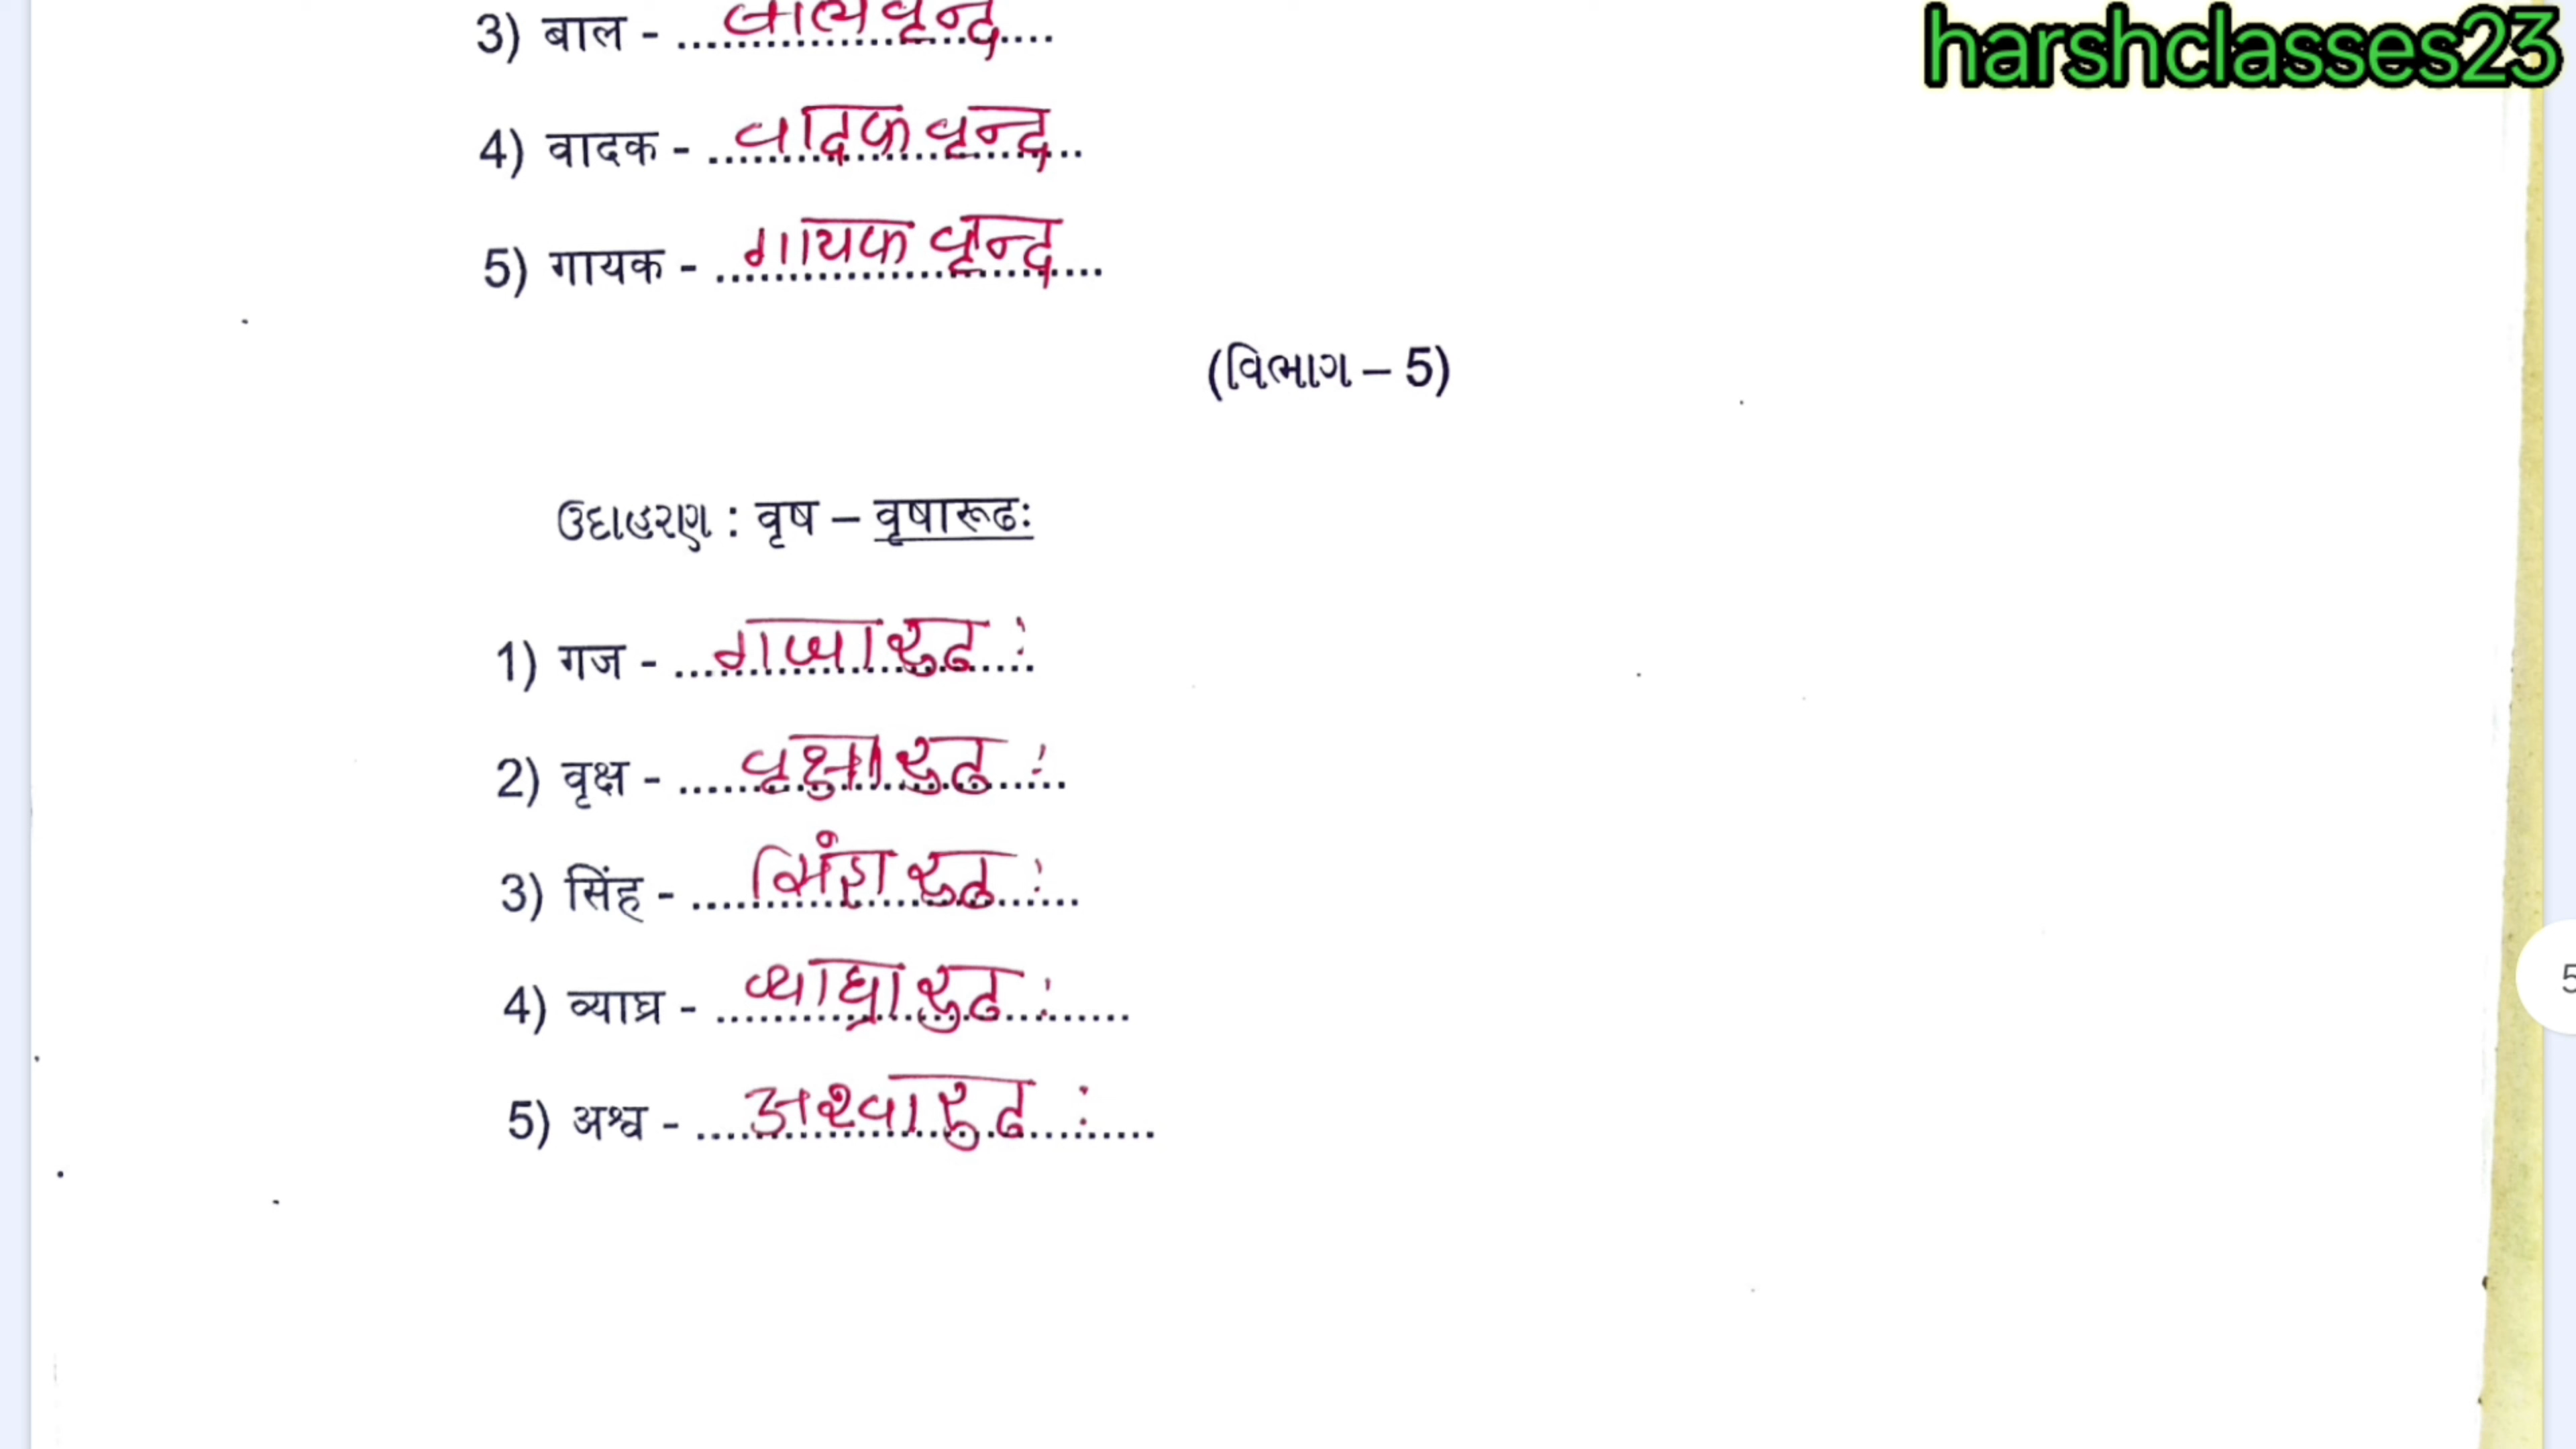 harshclasses23
3) बाल - बालवृन्द
4) वादक - वादकवृन्द
5) गायक - गायकवृन्द
(વિભાગ – 5)
ઉદાહરણ : वृष – वृषारूढः
1) गज - गजारुढः
2) वृक्ष - वृक्षारुढः
3) सिंह - सिंहारुढः
4) व्याघ्र - व्याघ्रारुढः
5) अश्व - अश्वारुढः
5